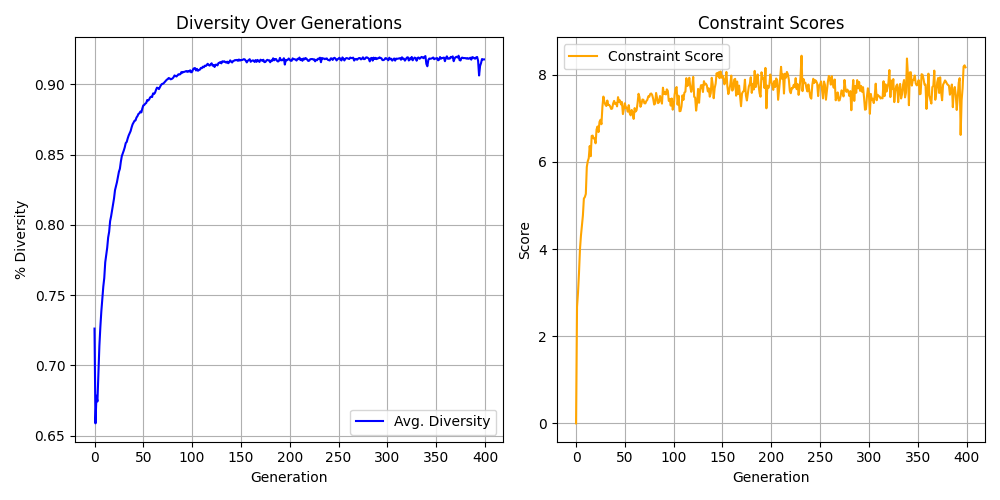 Diversity Over Generations
% Diversity
0.90
0.85
0.80
0.75
0.70
0.65
0 50 100 150 200 250 300 350 400
Generation
Avg. Diversity
Constraint Scores
Score
8
6
4
2
0
0 50 100 150 200 250 300 350 400
Generation
Constraint Score